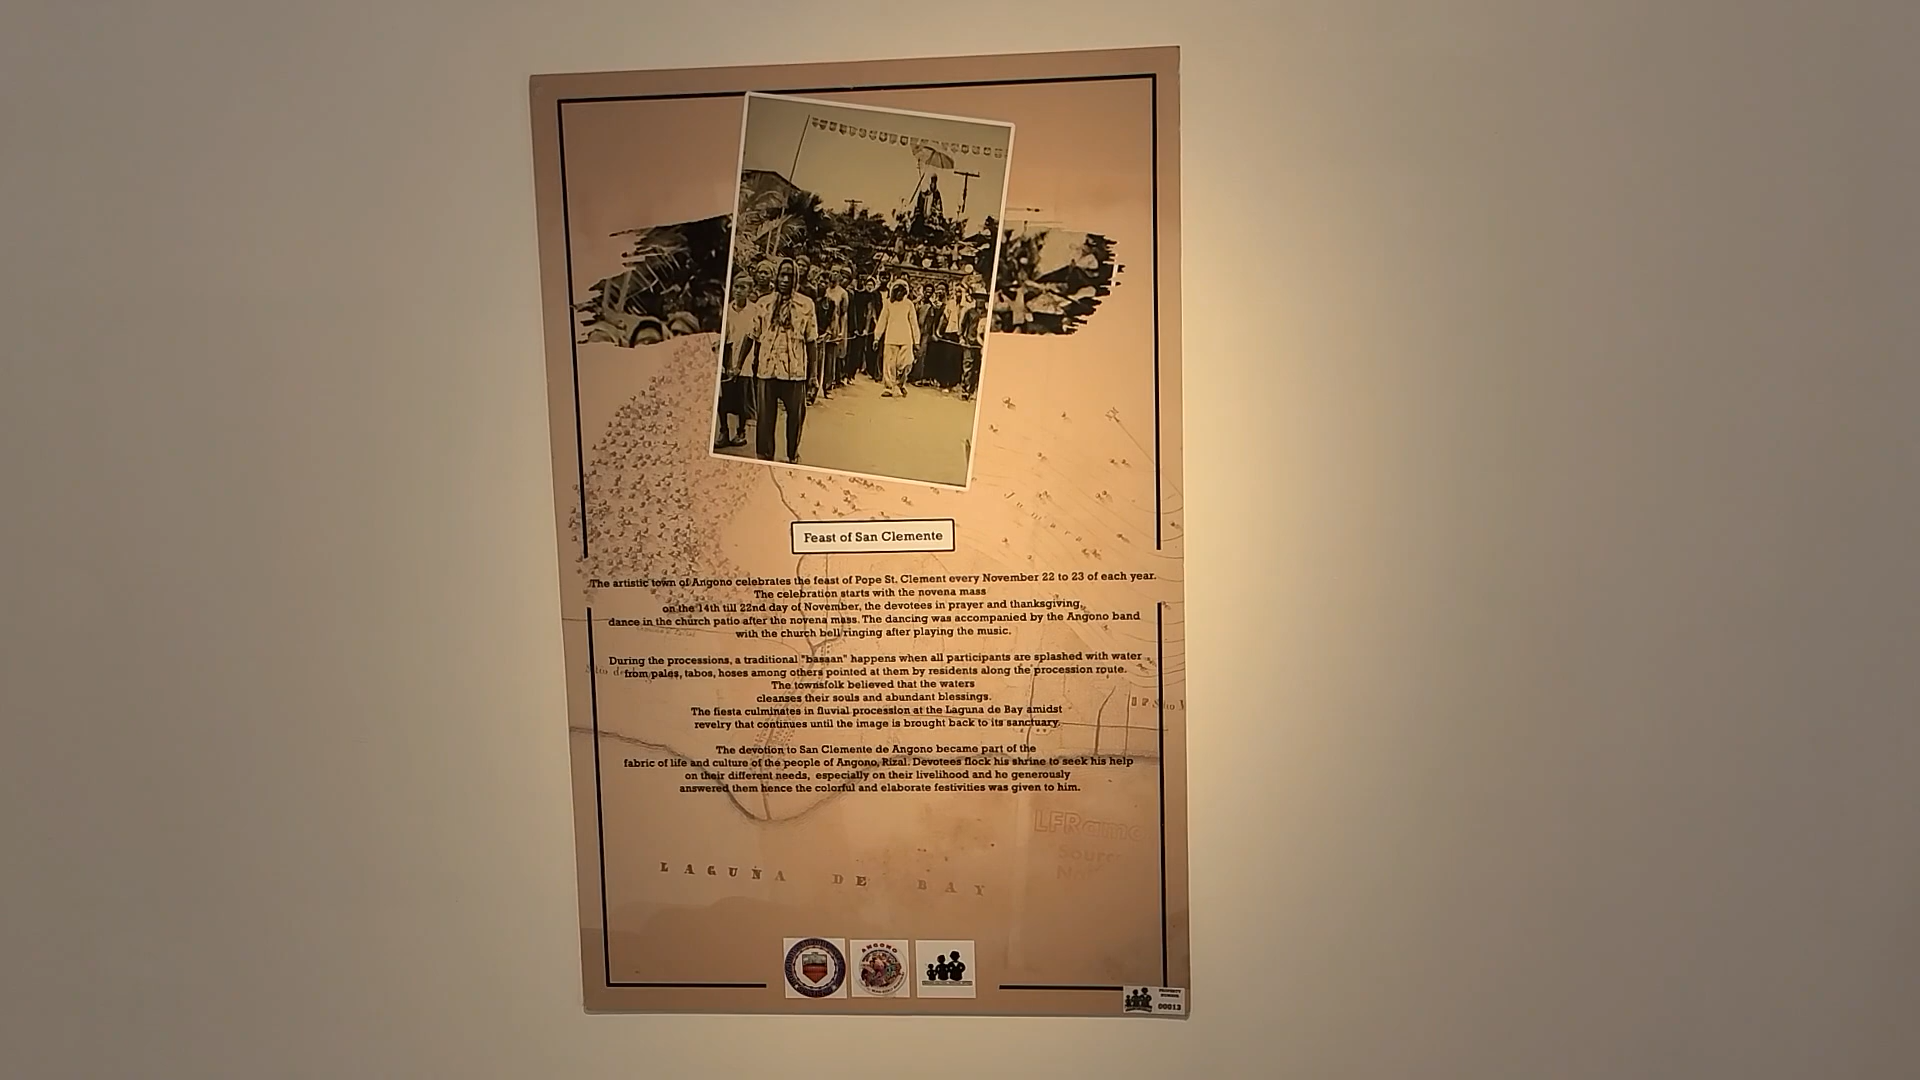 Feast of San Clemente
The artistic town of Angono celebrates the feast of Pope St. Clement every November 22 to 23 of each year.
The celebration starts with the novena mass
on the 14th till 22nd day of November, the devotees in prayer and thanksgiving,
dance in the church patio after the novena mass. The dancing was accompanied by the Angono band
with the church bell ringing after playing the music.
During the processions, a traditional "basaan" happens when all participants are splashed with water
from pales, tabos, hoses among others pointed at them by residents along the procession route.
The townsfolk believed that the waters
cleanses their souls and abundant blessings.
The fiesta culminates in fluvial procession at the Laguna de Bay amidst
revelry that continues until the image is brought back to its sanctuary.
The devotion to San Clemente de Angono became part of the
fabric of life and culture of the people of Angono, Rizal. Devotees flock his shrine to seek his help
on their different needs, especially on their livelihood and he generously
answered them hence the colorful and elaborate festivities was given to him.
LAGUNA DE BAY
ANGONO
PROPERTY
NUMBER
00013